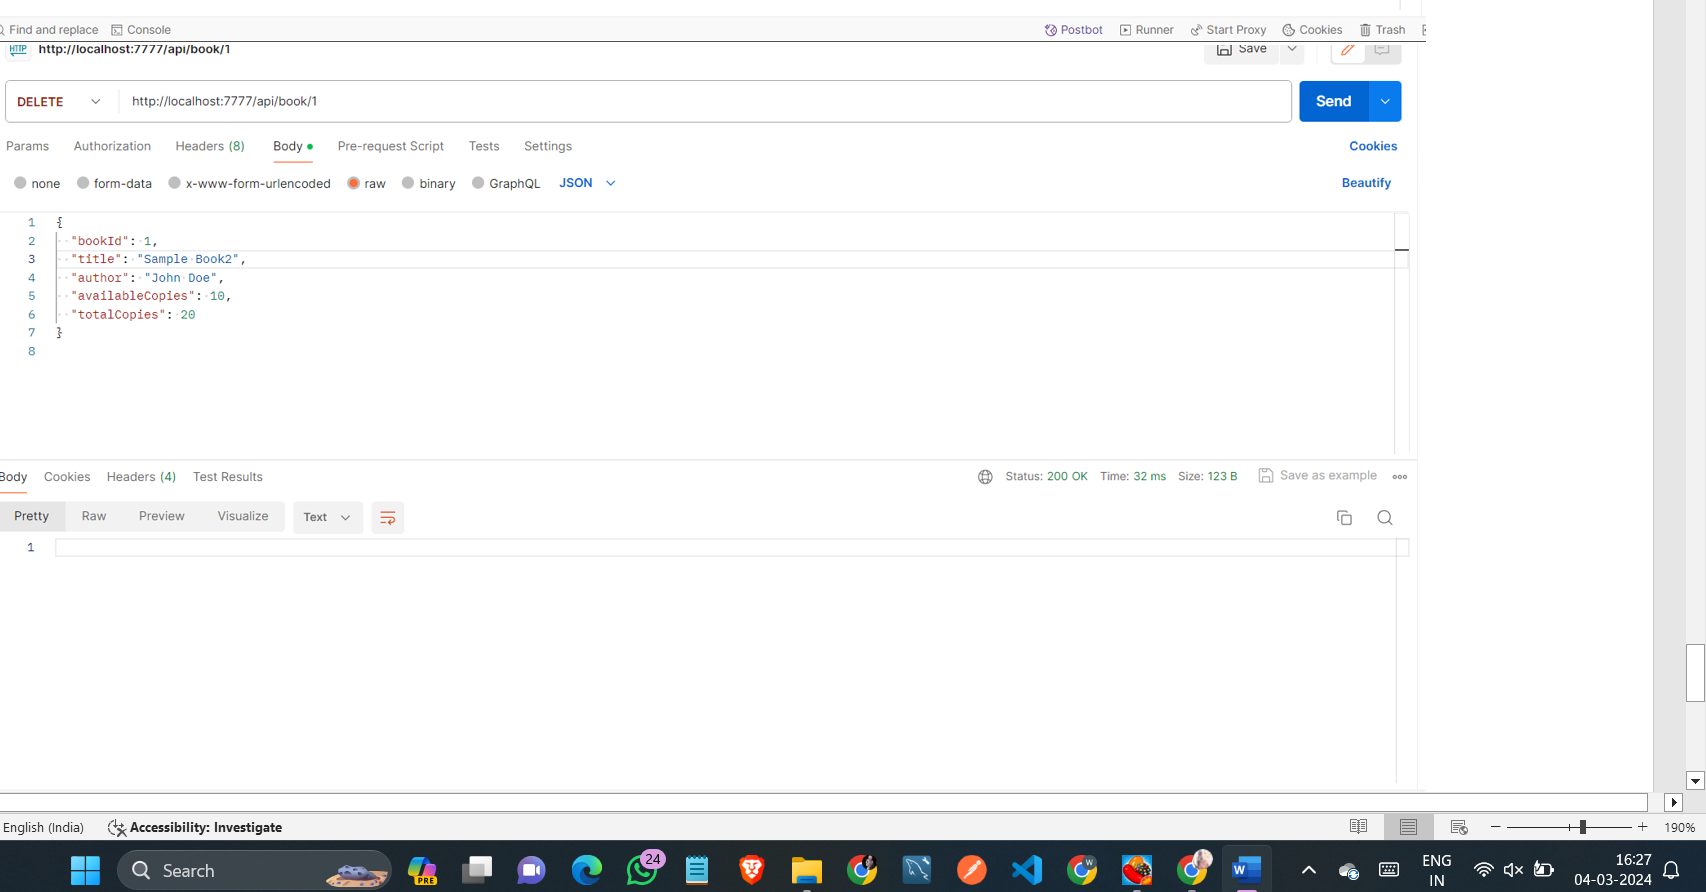 Find and replace Console Postbot Runner Start Proxy Cookies Trash
HTTP http://localhost:7777/api/book/1 Save
DELETE http://localhost:7777/api/book/1 Send
Params Authorization Headers (8) Body Pre-request Script Tests Settings Cookies
none form-data x-www-form-urlencoded raw binary GraphQL JSON Beautify
1 {
2 "bookId": 1,
3 "title": "Sample Book2",
4 "author": "John Doe",
5 "availableCopies": 10,
6 "totalCopies": 20
7 }
8
Body Cookies Headers (4) Test Results Status: 200 OK Time: 32 ms Size: 123 B Save as example
Pretty Raw Preview Visualize Text
1
English (India) Accessibility: Investigate 190%
Search PRE 24 W W ENG IN 16:27 04-03-2024